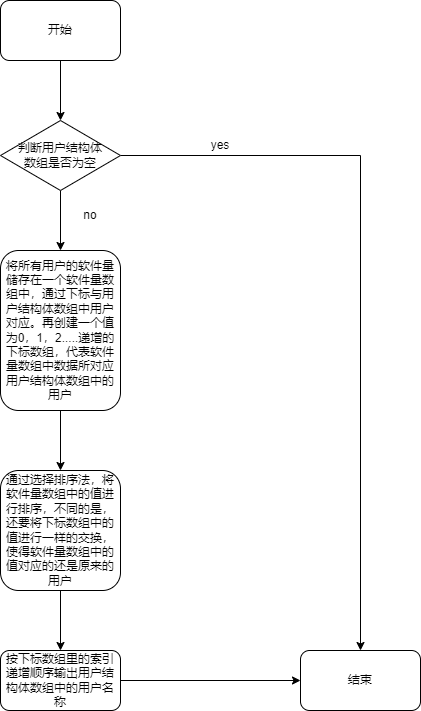 开始
判断用户结构体
数组是否为空
yes
no
将所有用户的软件量
储存在一个软件量数
组中，通过下标与用
户结构体数组中用户
对应。再创建一个值
为0，1，2.....递增的
下标数组，代表软件
量数组中数据所对应
用户结构体数组中的
用户
通过选择排序法，将
软件量数组中的值进
行排序，不同的是，
还要将下标数组中的
值进行一样的交换，
使得软件量数组中的
值对应的还是原来的
用户
按下标数组里的索引
递增顺序输出用户结
构体数组中的用户名
称
结束